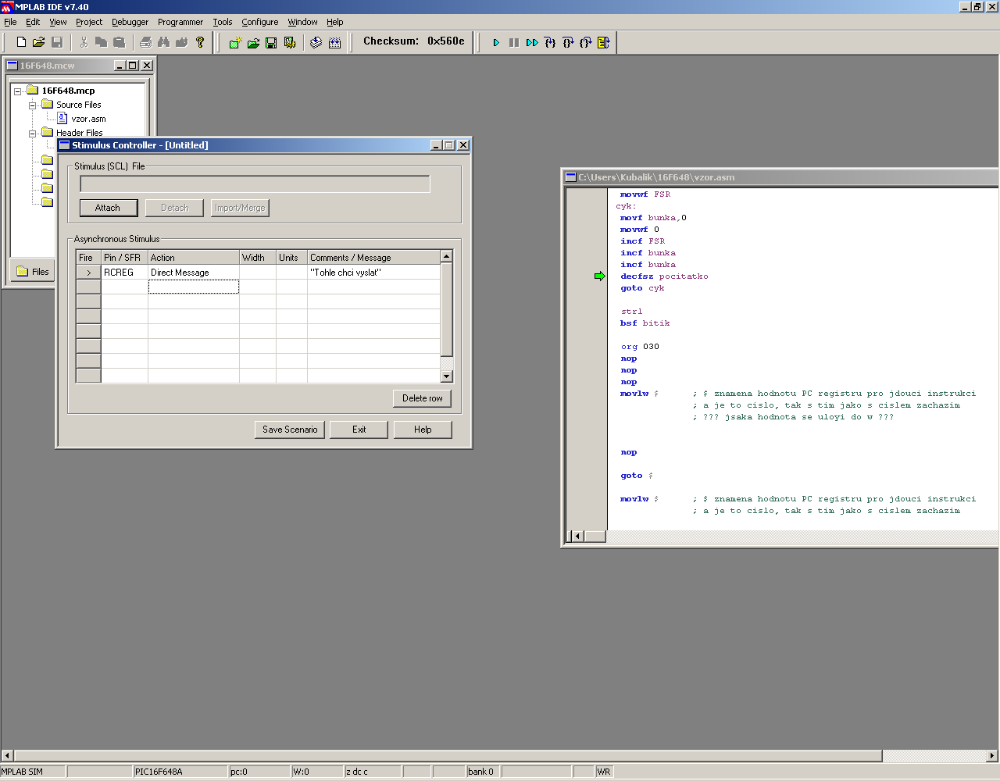 MPLAB IDE v7.40
File Edit View Project Debugger Programmer Tools Configure Window Help
Checksum: 0x560e
16F648.mcw
16F648.mcp
Source Files
vzor.asm
Header Files
Files
Stimulus Controller - [Untitled]
Stimulus (SCL) File
Attach Detach Import/Merge
Asynchronous Stimulus
Fire Pin / SFR Action Width Units Comments / Message
> RCREG Direct Message "Tohle chci vyslat"
Delete row
Save Scenario Exit Help
C:\Users\Kubalik\16F648\vzor.asm
movwf FSR
cyk:
movf bunka,0
movwf 0
incf FSR
incf bunka
incf bunka
decfsz pocitatko
goto cyk
strl
bsf bitik
org 030
nop
nop
nop
movlw $ ; $ znamena hodnotu PC registru pro jdouci instrukci
; a je to cislo, tak s tim jako s cislem zachazim
; ??? jsaka hodnota se uloyi do w ???
nop
goto $
movlw $ ; $ znamena hodnotu PC registru pro jdouci instrukci
; a je to cislo, tak s tim jako s cislem zachazim
MPLAB SIM PIC16F648A pc:0 W:0 z dc c bank 0 WR